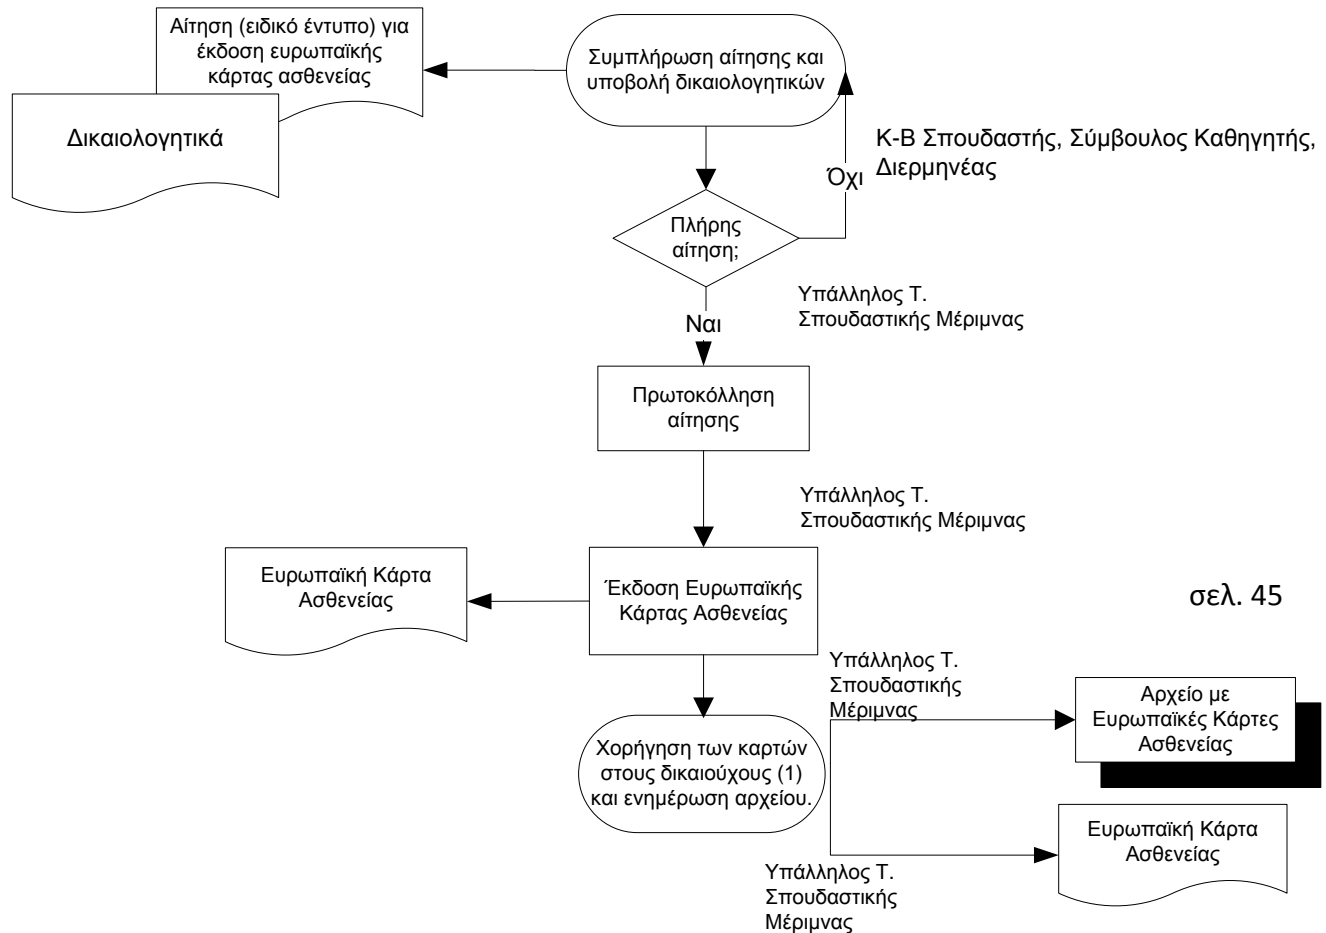 Αίτηση (ειδικό έντυπο) για
έκδοση ευρωπαϊκής
κάρτας ασθενείας
Δικαιολογητικά
Συμπλήρωση αίτησης και
υποβολή δικαιολογητικών
Κ-Β Σπουδαστής, Σύμβουλος Καθηγητής,
Διερμηνέας
Όχι
Πλήρης
αίτηση;
Υπάλληλος Τ.
Σπουδαστικής Μέριμνας
Ναι
Πρωτοκόλληση
αίτησης
Υπάλληλος Τ.
Σπουδαστικής Μέριμνας
Ευρωπαϊκή Κάρτα
Ασθενείας
Έκδοση Ευρωπαϊκής
Κάρτας Ασθενείας
σελ. 45
Υπάλληλος Τ.
Σπουδαστικής
Μέριμνας
Αρχείο με
Ευρωπαϊκές Κάρτες
Ασθενείας
Χορήγηση των καρτών
στους δικαιούχους (1)
και ενημέρωση αρχείου.
Ευρωπαϊκή Κάρτα
Ασθενείας
Υπάλληλος Τ.
Σπουδαστικής
Μέριμνας